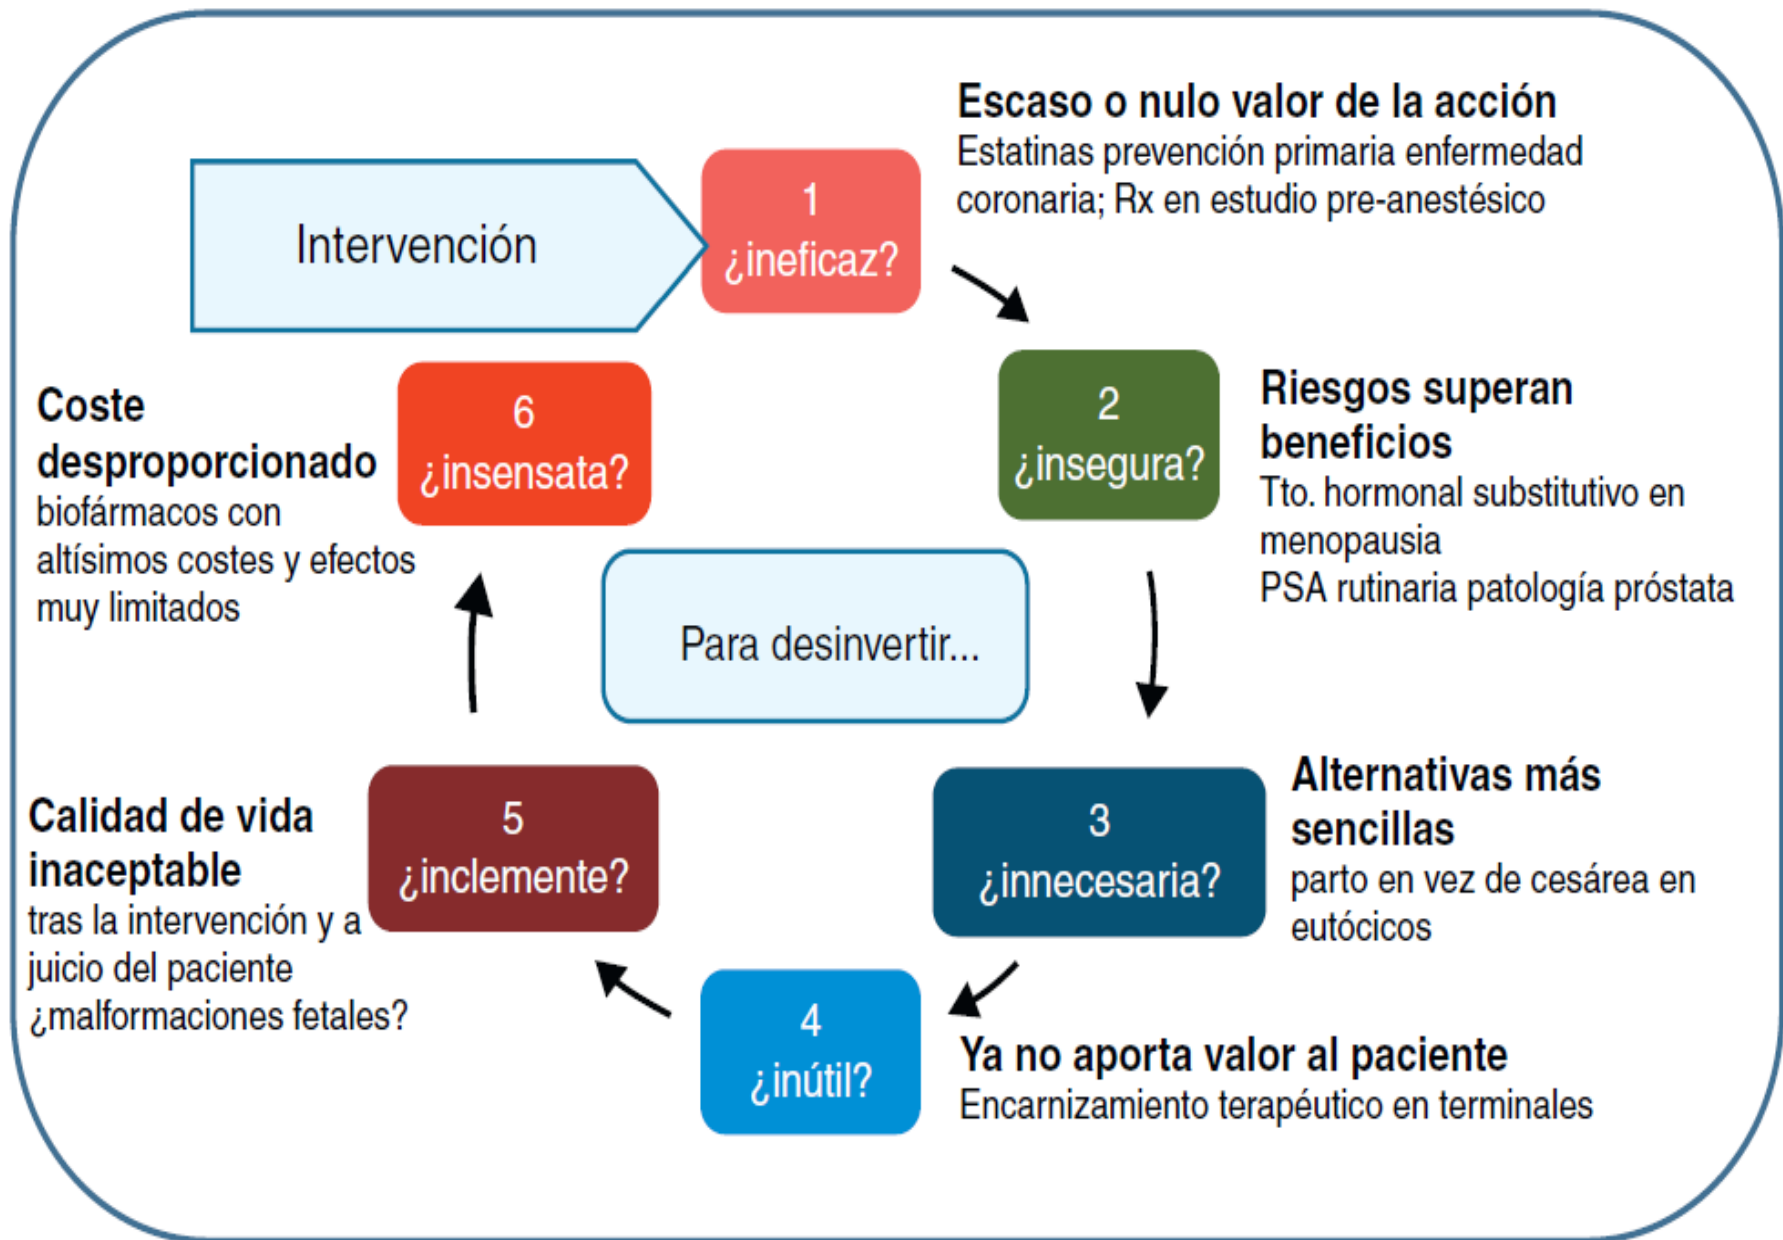 Intervención
1
¿ineficaz?
Escaso o nulo valor de la acción
Estatinas prevención primaria enfermedad
coronaria; Rx en estudio pre-anestésico
2
¿insegura?
Riesgos superan
beneficios
Tto. hormonal substitutivo en
menopausia
PSA rutinaria patología próstata
3
¿innecesaria?
Alternativas más
sencillas
parto en vez de cesárea en
eutócicos
4
¿inútil?
Ya no aporta valor al paciente
Encarnizamiento terapéutico en terminales
5
¿inclemente?
Calidad de vida
inaceptable
tras la intervención y a
juicio del paciente
¿malformaciones fetales?
6
¿insensata?
Coste
desproporcionado
biofármacos con
altísimos costes y efectos
muy limitados
Para desinvertir...